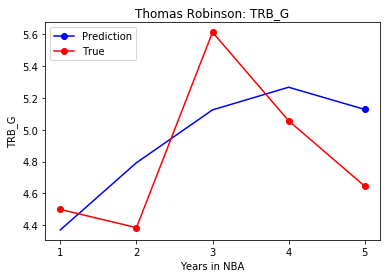 Thomas Robinson: TRB_G
Prediction
True
5.6
5.4
5.2
5.0
4.8
4.6
4.4
TRB_G
1 2 3 4 5
Years in NBA